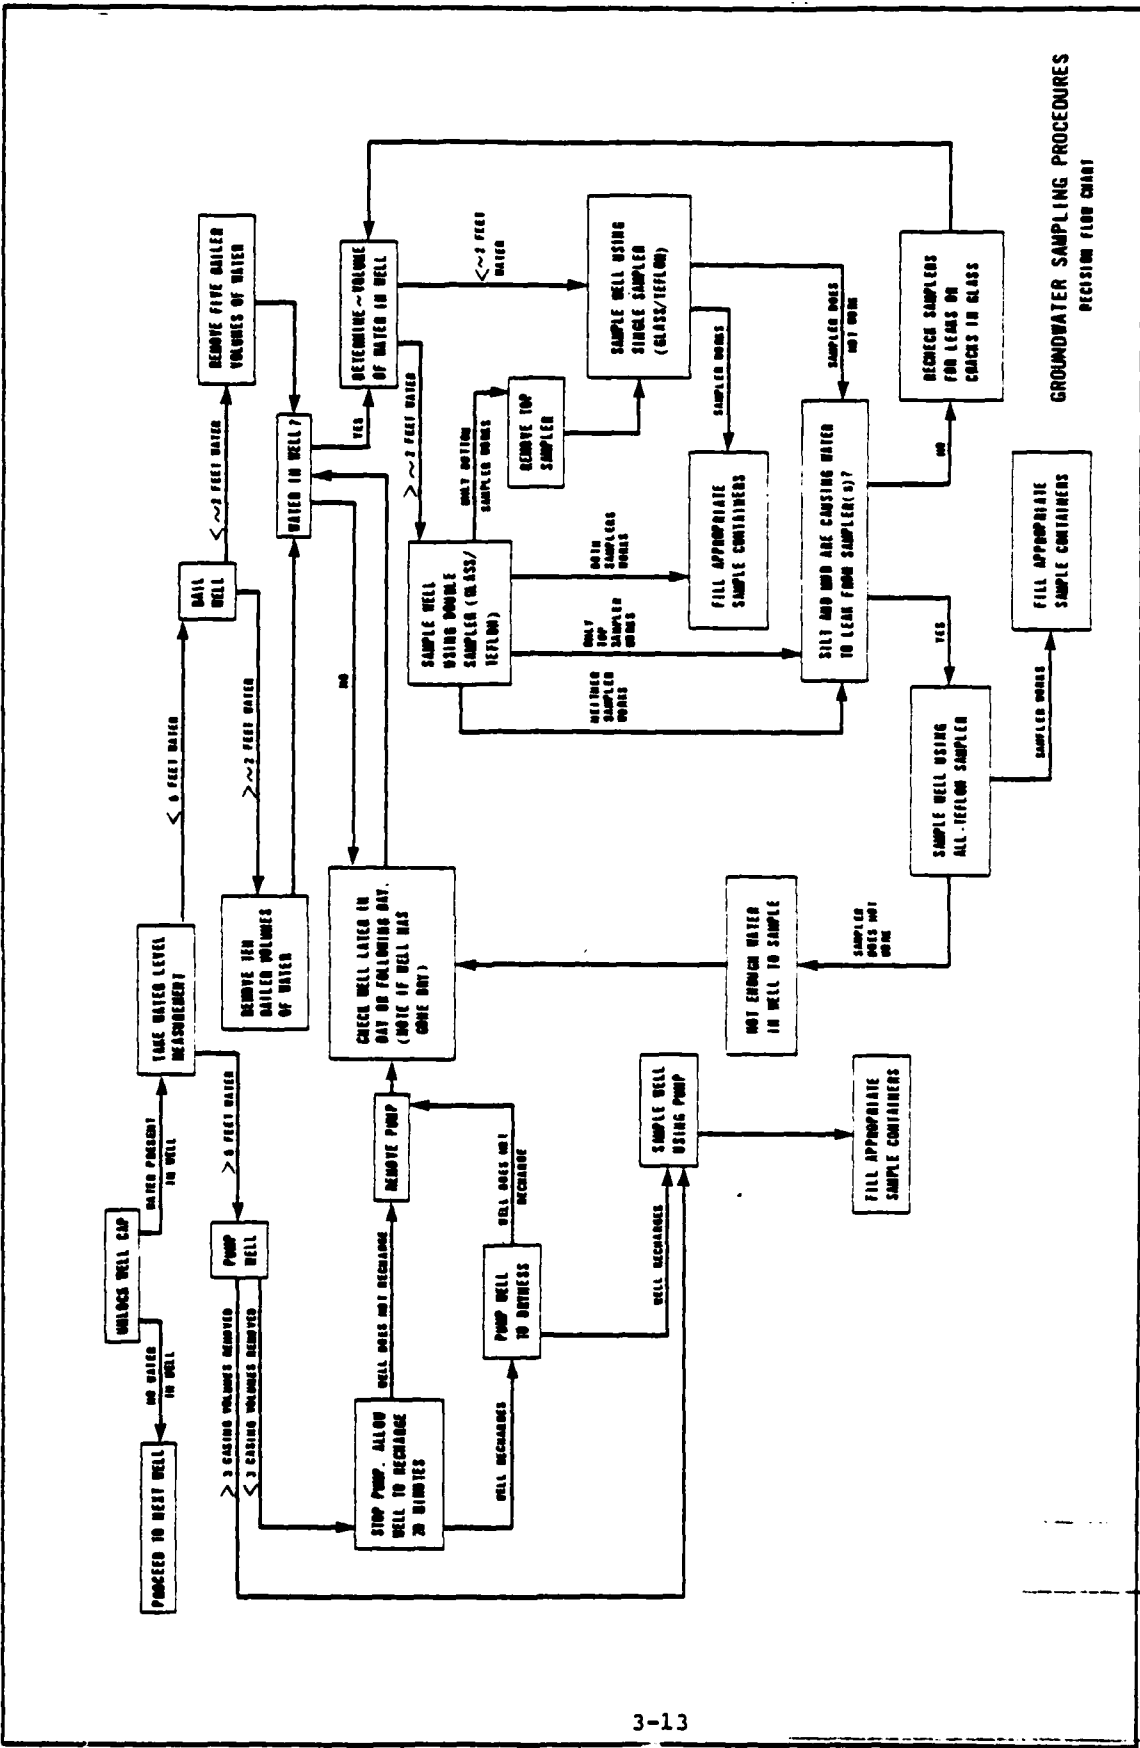 UNLOCK WELL CAP
NO WATER
IN WELL
PROCEED TO NEXT WELL
WATER PRESENT
IN WELL
TAKE WATER LEVEL
MEASUREMENT
< 6 FEET WATER
BAIL
WELL
< ~2 FEET WATER
REMOVE FIVE BAILER
VOLUMES OF WATER
> ~2 FEET WATER
REMOVE TEN
BAILER VOLUMES
OF WATER
WATER IN WELL?
YES
NO
> 6 FEET WATER
PUMP
WELL
> 3 CASING VOLUMES REMOVED
< 3 CASING VOLUMES REMOVED
STOP PUMP. ALLOW
WELL TO RECHARGE
20 MINUTES
WELL DOES NOT RECHARGE
REMOVE PUMP
CHECK WELL LATER IN
DAY OR FOLLOWING DAY.
(NOTE IF WELL HAS
GONE DRY)
WELL RECHARGES
PUMP WELL
TO DRYNESS
WELL DOES NOT
RECHARGE
WELL RECHARGES
SAMPLE WELL
USING PUMP
FILL APPROPRIATE
SAMPLE CONTAINERS
DETERMINE ~VOLUME
OF WATER IN WELL
< ~2 FEET
WATER
> ~2 FEET WATER
SAMPLE WELL
USING DOUBLE
SAMPLER (GLASS/
TEFLON)
ONLY BOTTOM
SAMPLER WORKS
REMOVE TOP
SAMPLER
SAMPLE WELL USING
SINGLE SAMPLER
(GLASS/TEFLON)
BOTH
SAMPLERS
WORKS
ONLY
TOP
SAMPLER
WORKS
NEITHER
SAMPLER
WORKS
SAMPLER WORKS
FILL APPROPRIATE
SAMPLE CONTAINERS
SAMPLER DOES
NOT WORK
SILT AND MUD ARE CAUSING WATER
TO LEAK FROM SAMPLER(S)?
NO
RECHECK SAMPLERS
FOR LEAKS OR
CRACKS IN GLASS
YES
SAMPLE WELL USING
ALL-TEFLON SAMPLER
SAMPLER WORKS
FILL APPROPRIATE
SAMPLE CONTAINERS
SAMPLER
DOES NOT
WORK
NOT ENOUGH WATER
IN WELL TO SAMPLE
GROUNDWATER SAMPLING PROCEDURES
DECISION FLOW CHART
3-13